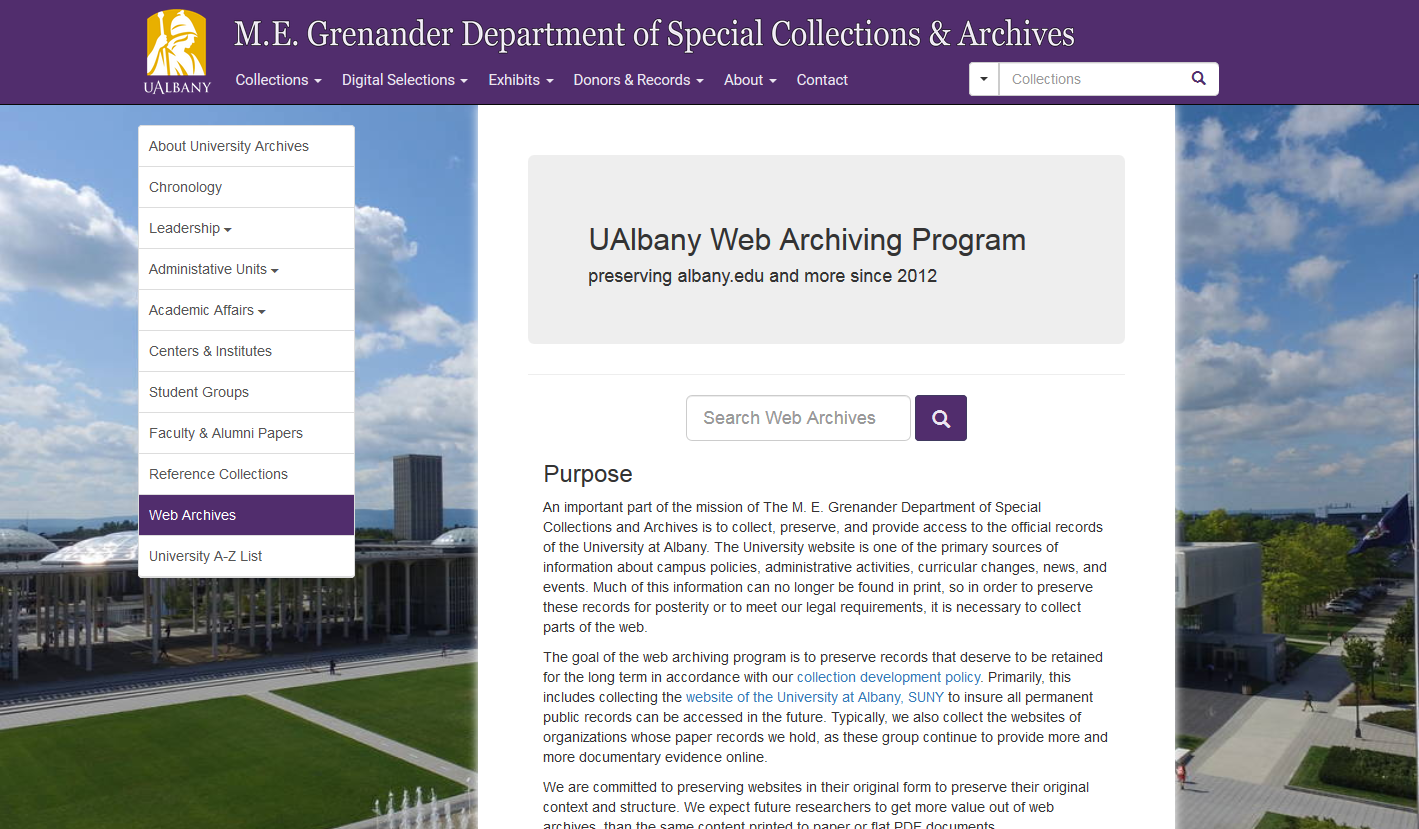 M.E. Grenander Department of Special Collections & Archives
UALBANY
Collections
Digital Selections
Exhibits
Donors & Records
About
Contact
Collections
About University Archives
Chronology
Leadership
Administative Units
Academic Affairs
Centers & Institutes
Student Groups
Faculty & Alumni Papers
Reference Collections
Web Archives
University A-Z List
UAlbany Web Archiving Program
preserving albany.edu and more since 2012
Search Web Archives
Purpose
An important part of the mission of The M. E. Grenander Department of Special
Collections and Archives is to collect, preserve, and provide access to the official records
of the University at Albany. The University website is one of the primary sources of
information about campus policies, administrative activities, curricular changes, news, and
events. Much of this information can no longer be found in print, so in order to preserve
these records for posterity or to meet our legal requirements, it is necessary to collect
parts of the web.
The goal of the web archiving program is to preserve records that deserve to be retained
for the long term in accordance with our collection development policy. Primarily, this
includes collecting the website of the University at Albany, SUNY to insure all permanent
public records can be accessed in the future. Typically, we also collect the websites of
organizations whose paper records we hold, as these group continue to provide more and
more documentary evidence online.
We are committed to preserving websites in their original form to preserve their original
context and structure. We expect future researchers to get more value out of web
archives, than the same content printed to paper or flat PDF documents.